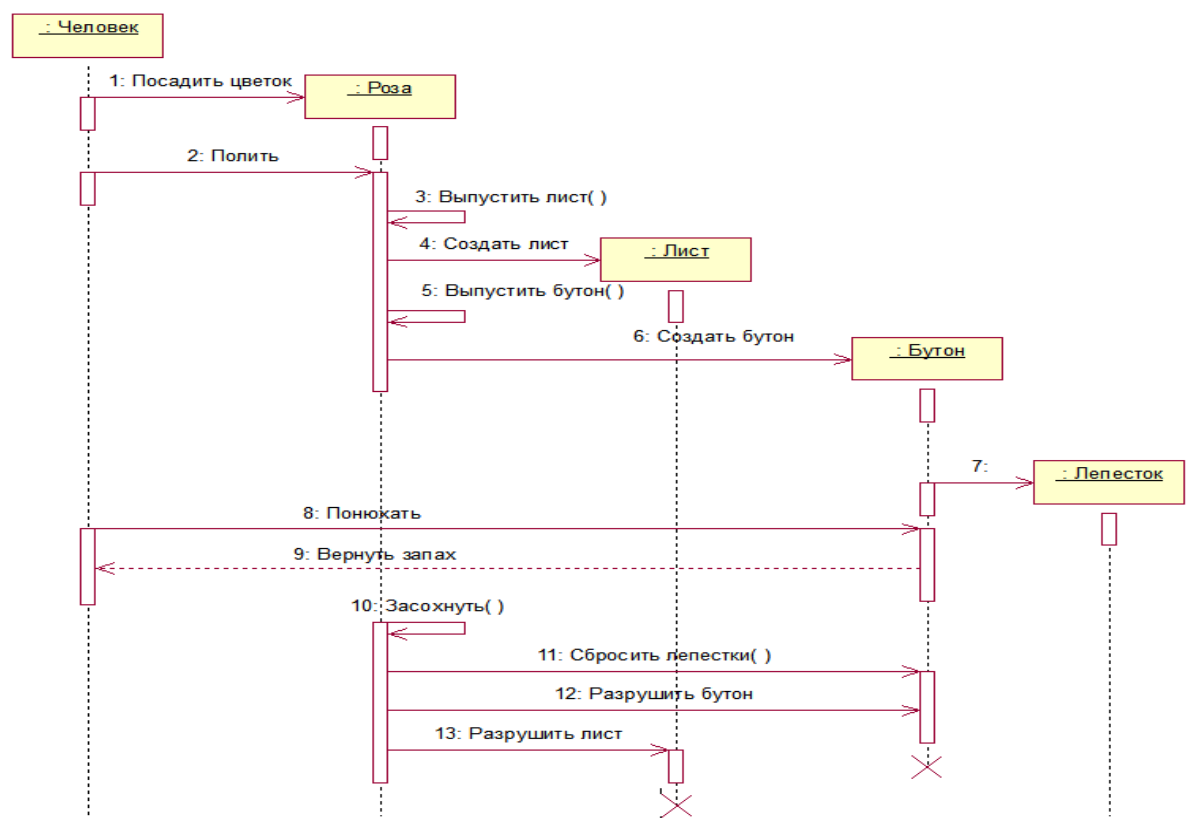 : Человек
1: Посадить цветок
: Роза
2: Полить
3: Выпустить лист( )
4: Создать лист
: Лист
5: Выпустить бутон( )
6: Создать бутон
: Бутон
7:
: Лепесток
8: Понюхать
9: Вернуть запах
10: Засохнуть( )
11: Сбросить лепестки( )
12: Разрушить бутон
13: Разрушить лист